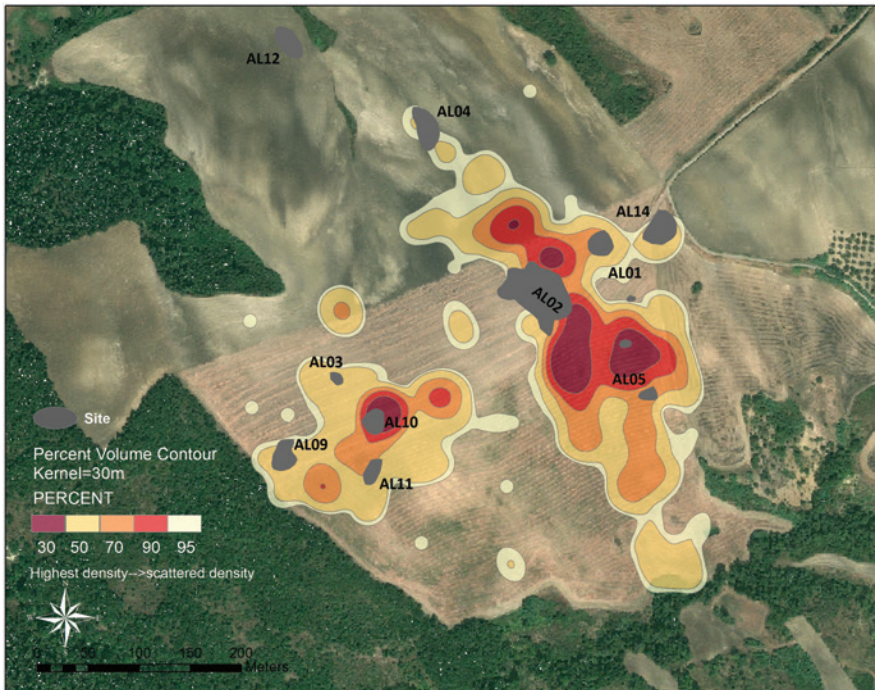 AL12
AL04
AL14
AL01
AL02
AL03
AL05
AL10
AL09
AL11
Site
Percent Volume Contour
Kernel=30m
PERCENT
30 50 70 90 95
Highest density-->scattered density
0 50 100 200
Meters